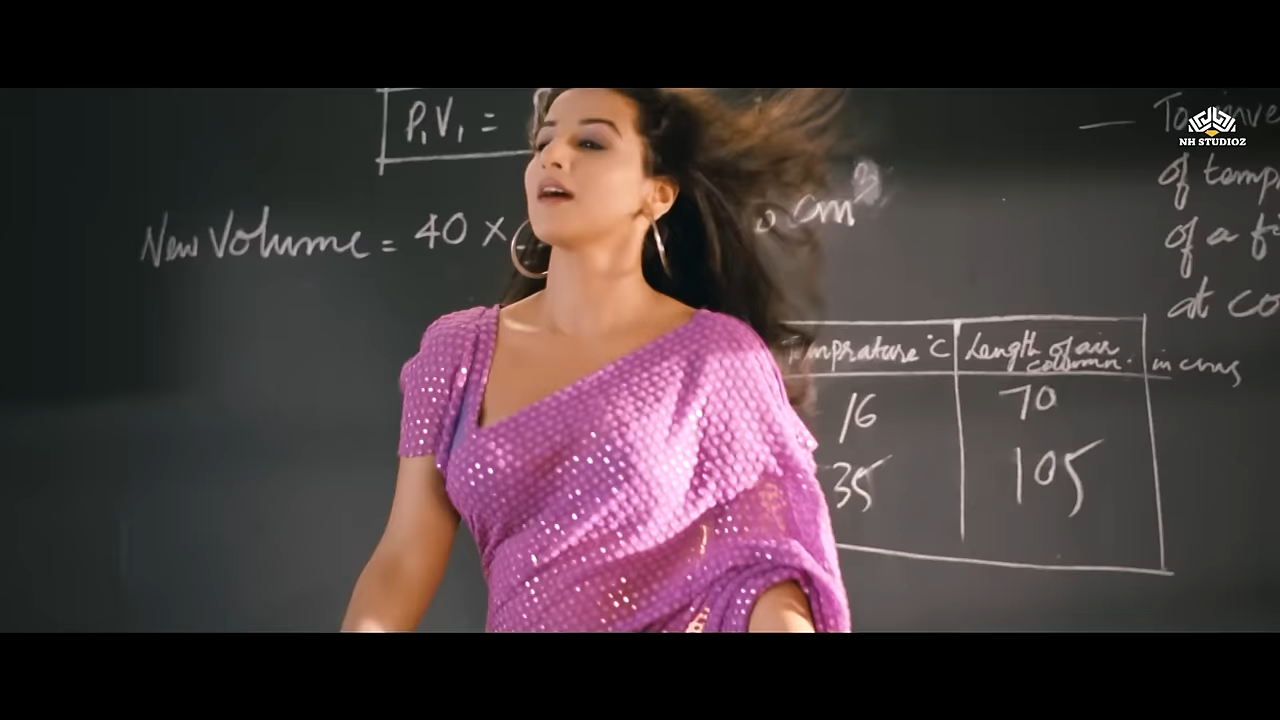 P₁V₁ =
New Volume = 40 ×
cm³
— To inve
of temp
of a f
at co
NH STUDIOZ
Temprature °C Length of air column. in cms
16 70
35 105